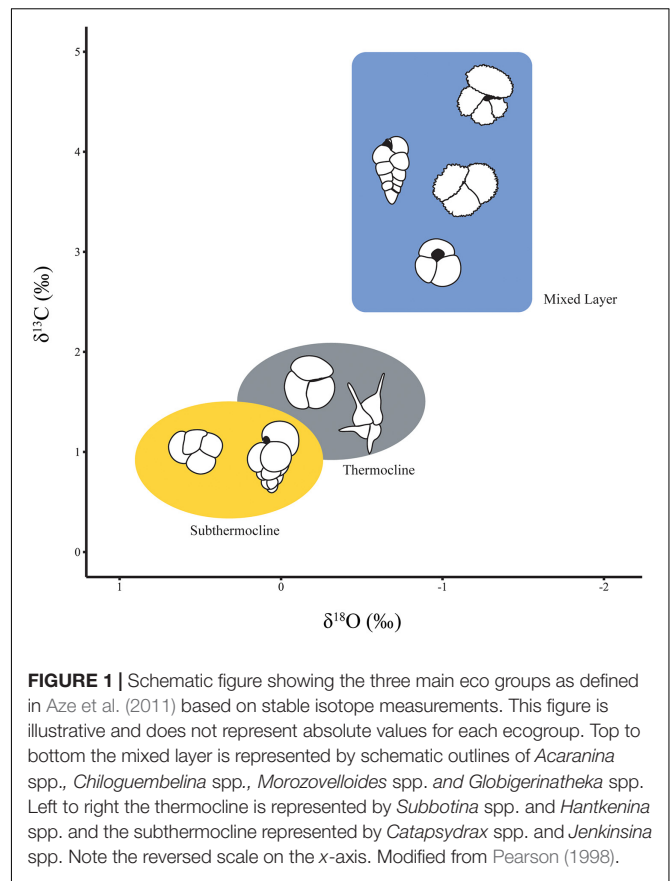 5
4
3
2
1
0
δ¹³C (‰)
Mixed Layer
Thermocline
Subthermocline
1
0
-1
-2
δ¹⁸O (‰)
FIGURE 1 | Schematic figure showing the three main eco groups as defined
in Aze et al. (2011) based on stable isotope measurements. This figure is
illustrative and does not represent absolute values for each ecogroup. Top to
bottom the mixed layer is represented by schematic outlines of Acaranina
spp., Chiloguembelina spp., Morozovelloides spp. and Globigerinatheka spp.
Left to right the thermocline is represented by Subbotina spp. and Hantkenina
spp. and the subthermocline represented by Catapsydrax spp. and Jenkinsina
spp. Note the reversed scale on the x-axis. Modified from Pearson (1998).